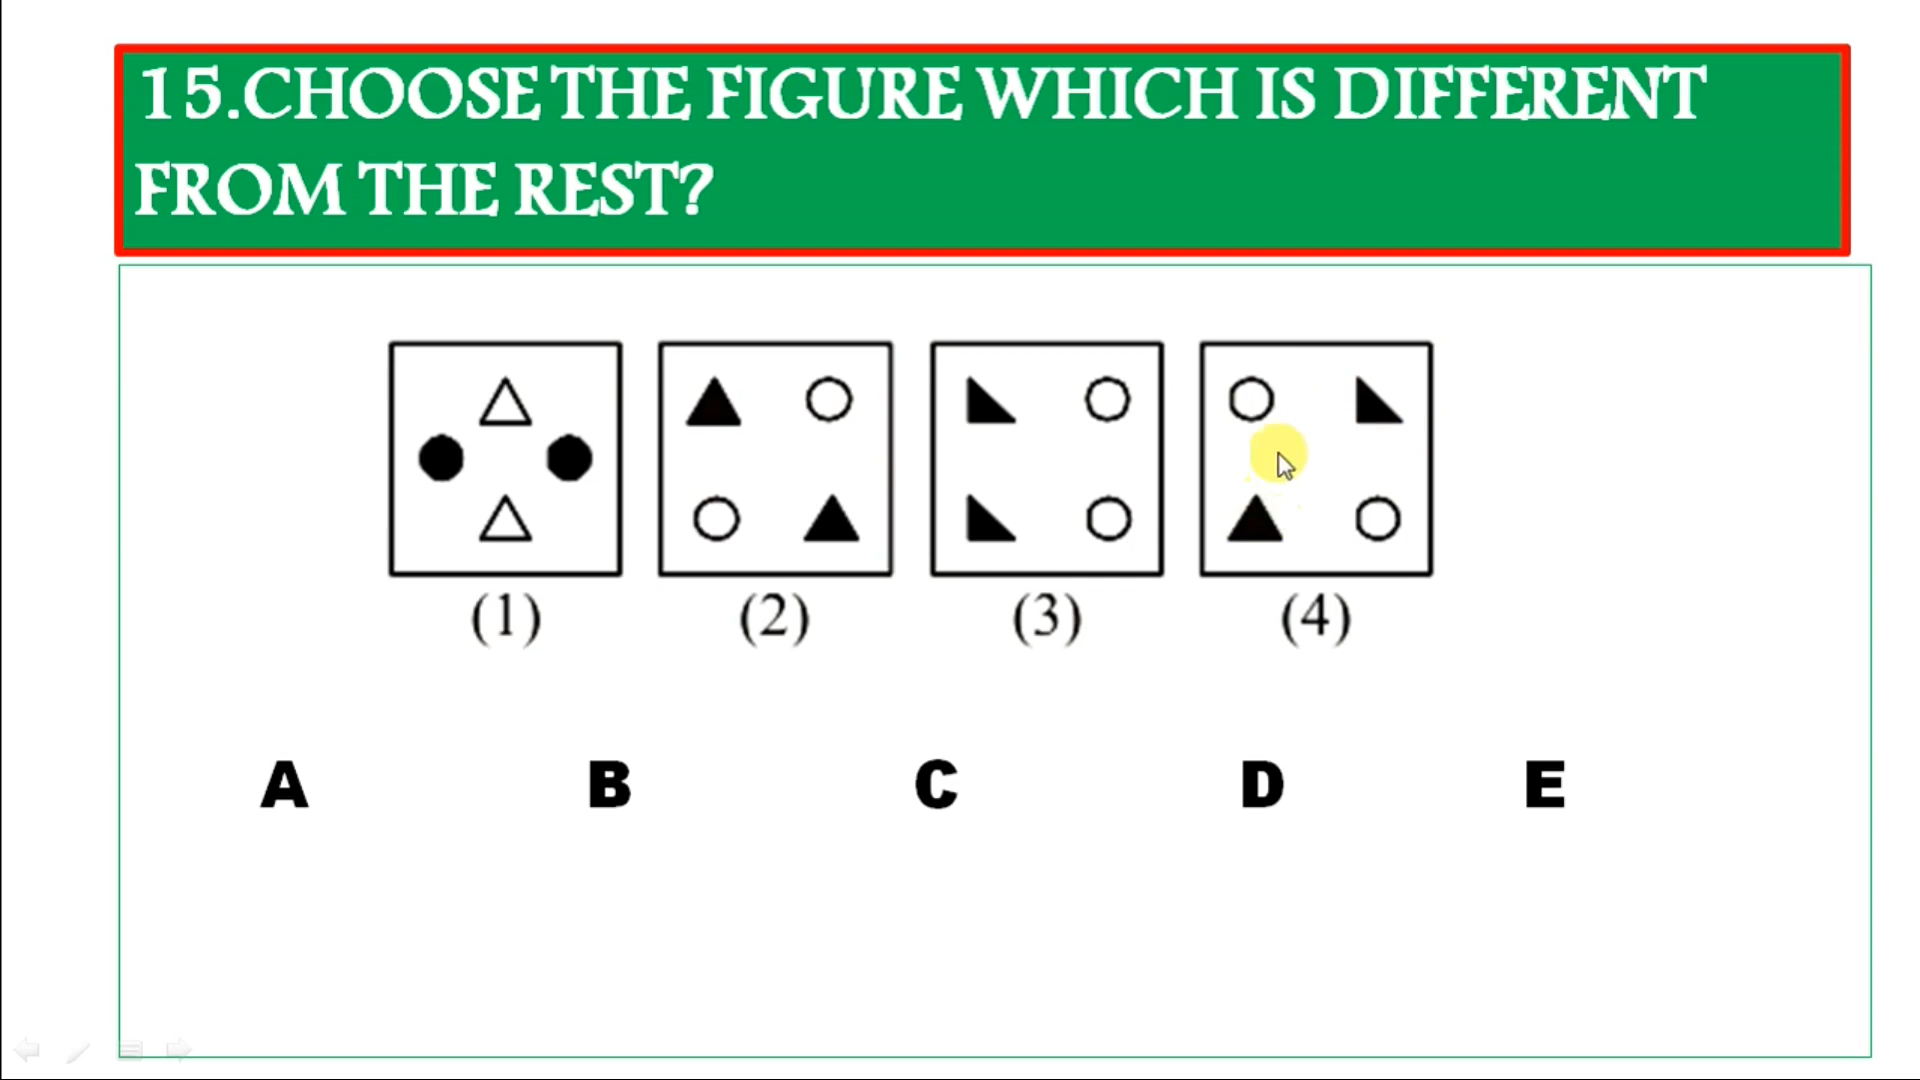 15.CHOOSE THE FIGURE WHICH IS DIFFERENT
FROM THE REST?
(1) (2) (3) (4)
A B C D E